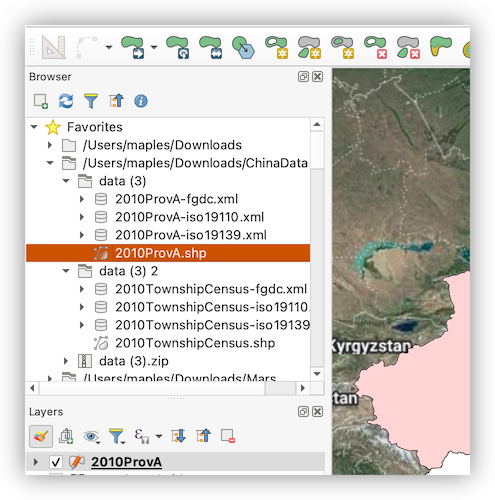 Browser
Favorites
/Users/maples/Downloads
/Users/maples/Downloads/ChinaData
data (3)
2010ProvA-fgdc.xml
2010ProvA-iso19110.xml
2010ProvA-iso19139.xml
2010ProvA.shp
data (3) 2
2010TownshipCensus-fgdc.xml
2010TownshipCensus-iso19110.
2010TownshipCensus-iso19139
2010TownshipCensus.shp
data (3).zip
/Users/maples/Downloads/Mars
Kyrgyzstan
stan
Layers
2010ProvA